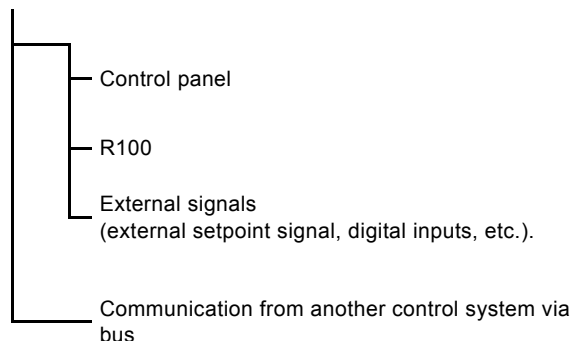 Control panel
R100
External signals
(external setpoint signal, digital inputs, etc.).
Communication from another control system via
bus